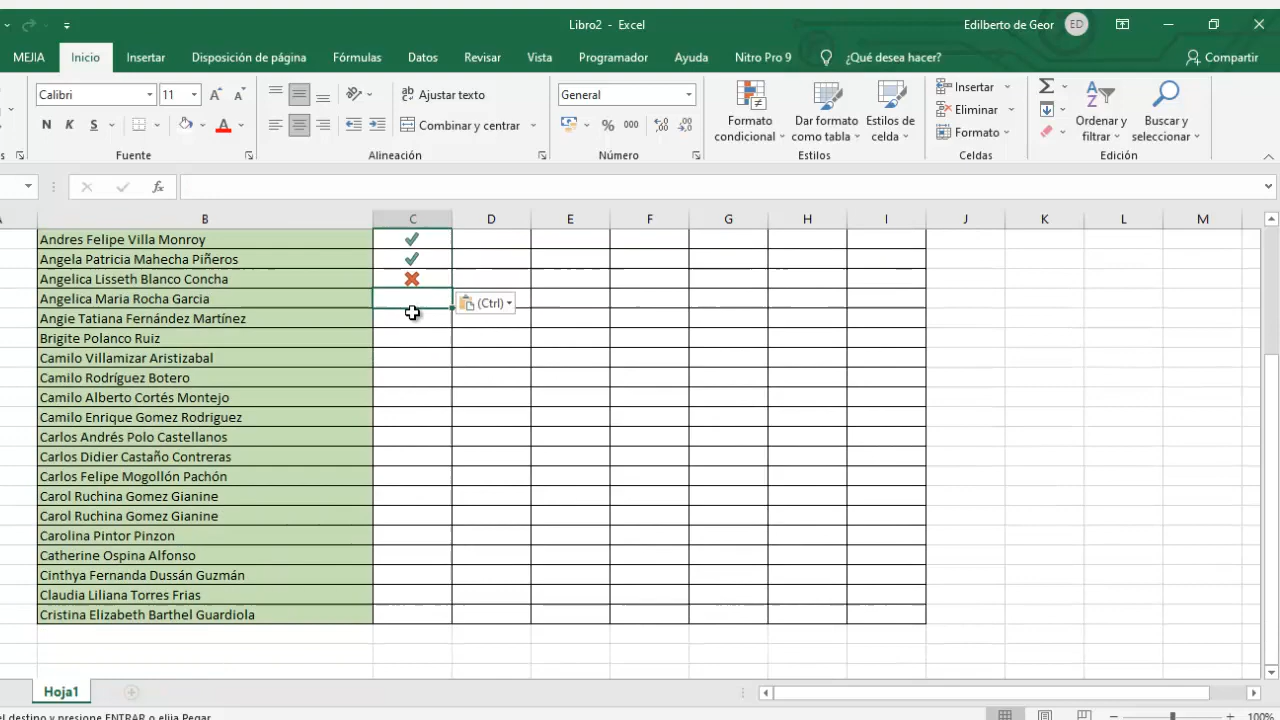 Libro2 - Excel
Edilberto de Geor ED
MEJIA Inicio Insertar Disposición de página Fórmulas Datos Revisar Vista Programador Ayuda Nitro Pro 9 ¿Qué desea hacer? Compartir
Calibri 11 A A Ajustar texto General Insertar
N K S A Combinar y centrar % 000 Formato condicional Dar formato como tabla Estilos de celda Eliminar Formato Ordenar y filtrar Buscar y seleccionar
Fuente Alineación Número Estilos Celdas Edición
fx
B C D E F G H I J K L M
Andres Felipe Villa Monroy
Angela Patricia Mahecha Piñeros
Angelica Lisseth Blanco Concha
Angelica Maria Rocha Garcia (Ctrl)
Angie Tatiana Fernández Martínez
Brigite Polanco Ruiz
Camilo Villamizar Aristizabal
Camilo Rodríguez Botero
Camilo Alberto Cortés Montejo
Camilo Enrique Gomez Rodriguez
Carlos Andrés Polo Castellanos
Carlos Didier Castaño Contreras
Carlos Felipe Mogollón Pachón
Carol Ruchina Gomez Gianine
Carol Ruchina Gomez Gianine
Carolina Pintor Pinzon
Catherine Ospina Alfonso
Cinthya Fernanda Dussán Guzmán
Claudia Liliana Torres Frias
Cristina Elizabeth Barthel Guardiola
Hoja1
el destino y presione ENTRAR o elija Pegar
100%